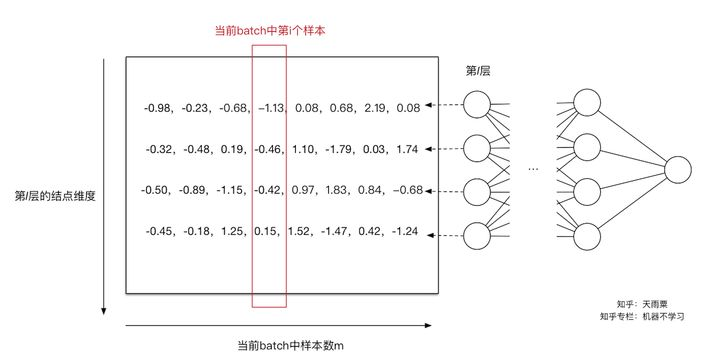 当前batch中第i个样本
第l层
-0.98, -0.23, -0.68, −1.13, 0.08, 0.68, 2.19, 0.08
-0.32, -0.48, 0.19, -0.46, 1.10, -1.79, 0.03, 1.74
...
第l层的结点维度
-0.50, -0.89, -1.15, -0.42, 0.97, 1.83, 0.84, −0.68
-0.45, -0.18, 1.25, 0.15, 1.52, -1.47, 0.42, -1.24
知乎：天雨粟
知乎专栏：机器不学习
当前batch中样本数m